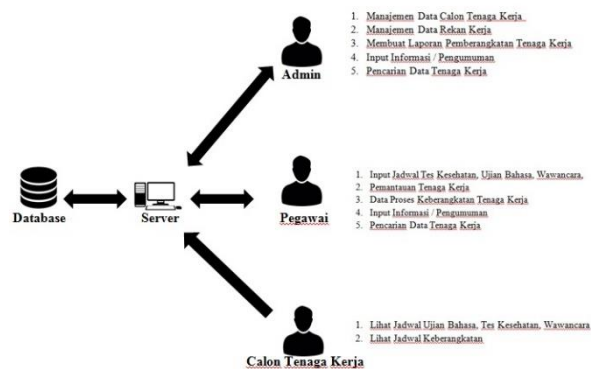 1. Manajemen Data Calon Tenaga Kerja
2. Manajemen Data Rekan Kerja
3. Membuat Laporan Pemberangkatan Tenaga Kerja
4. Input Informasi / Pengumuman
5. Pencarian Data Tenaga Kerja
Admin
1. Input Jadwal Tes Kesehatan, Ujian Bahasa, Wawancara,
2. Pemantauan Tenaga Kerja
3. Data Proses Keberangkatan Tenaga Kerja
4. Input Informasi / Pengumuman
5. Pencarian Data Tenaga Kerja
Database
Server
Pegawai
1. Lihat Jadwal Ujian Bahasa, Tes Kesehatan, Wawancara
2. Lihat Jadwal Keberangkatan
Calon Tenaga Kerja